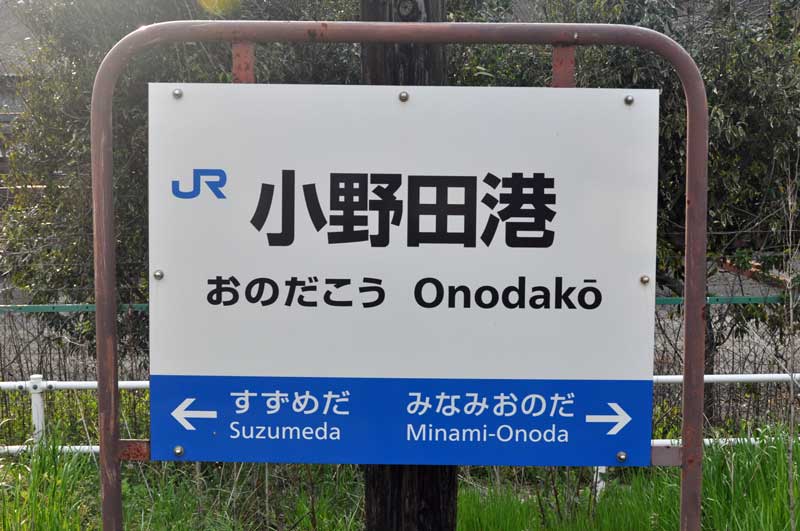 JR 小野田港
おのだこう Onodakō
← すずめだ みなみおのだ →
Suzumeda Minami-Onoda